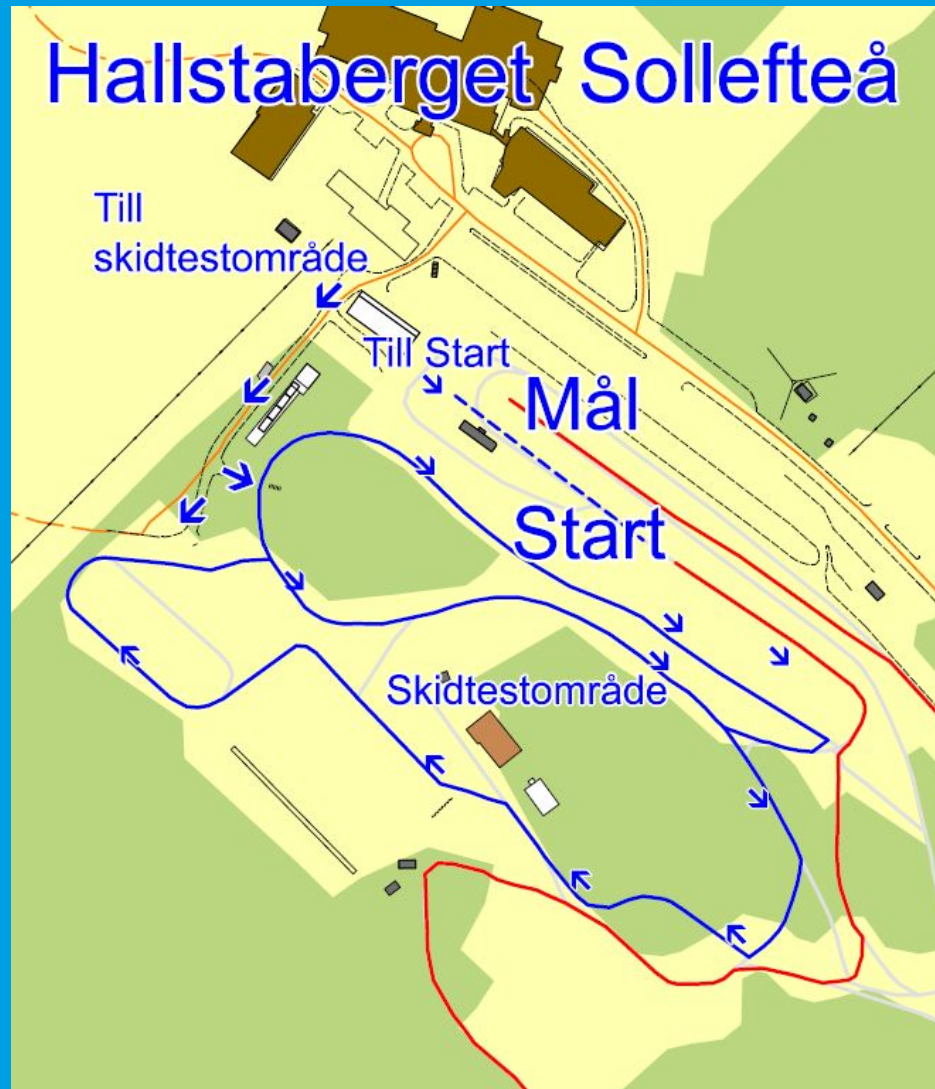 Hallstaberget Sollefteå
Till
skidtestområde
Till Start
Mål
Start
Skidtestområde